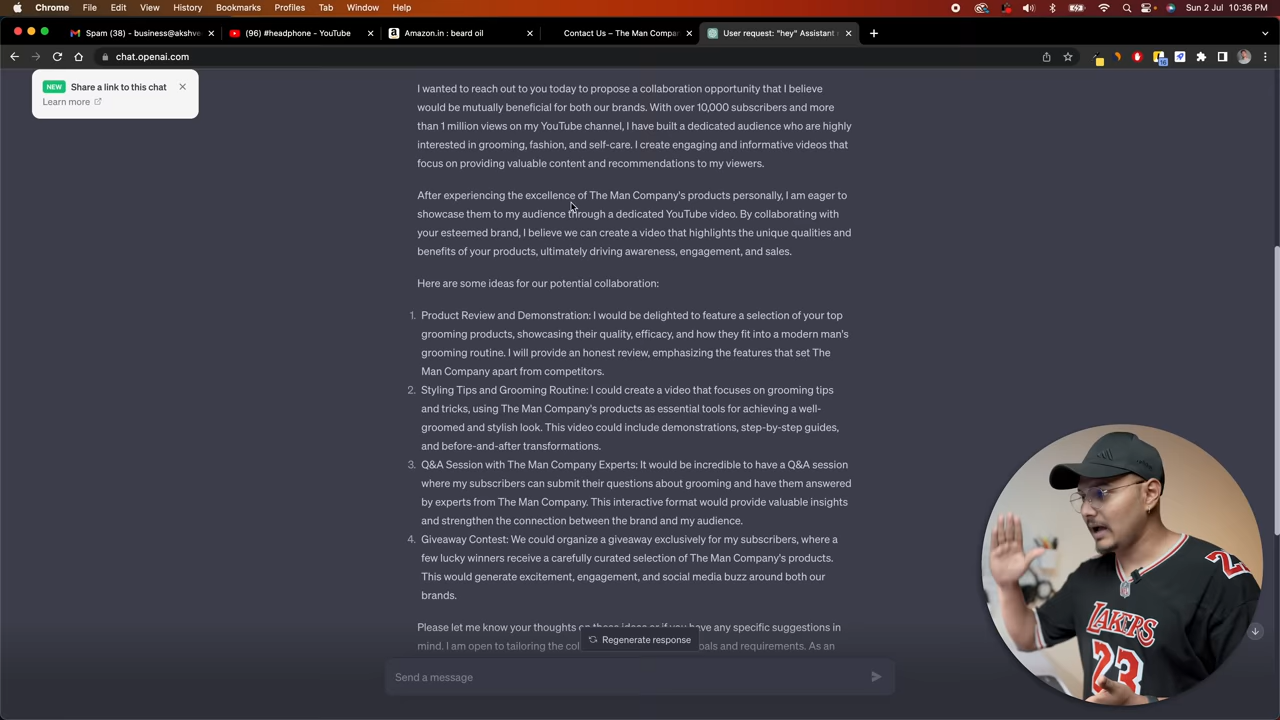 Chrome File Edit View History Bookmarks Profiles Tab Window Help Sun 2 Jul 10:36 PM
Spam (38) - business@akshve
(96) #headphone - YouTube
Amazon.in : beard oil
Contact Us – The Man Compan
User request: "hey" Assistant
chat.openai.com
NEW Share a link to this chat
Learn more
I wanted to reach out to you today to propose a collaboration opportunity that I believe
would be mutually beneficial for both our brands. With over 10,000 subscribers and more
than 1 million views on my YouTube channel, I have built a dedicated audience who are highly
interested in grooming, fashion, and self-care. I create engaging and informative videos that
focus on providing valuable content and recommendations to my viewers.
After experiencing the excellence of The Man Company's products personally, I am eager to
showcase them to my audience through a dedicated YouTube video. By collaborating with
your esteemed brand, I believe we can create a video that highlights the unique qualities and
benefits of your products, ultimately driving awareness, engagement, and sales.
Here are some ideas for our potential collaboration:
1. Product Review and Demonstration: I would be delighted to feature a selection of your top
grooming products, showcasing their quality, efficacy, and how they fit into a modern man's
grooming routine. I will provide an honest review, emphasizing the features that set The
Man Company apart from competitors.
2. Styling Tips and Grooming Routine: I could create a video that focuses on grooming tips
and tricks, using The Man Company's products as essential tools for achieving a well-
groomed and stylish look. This video could include demonstrations, step-by-step guides,
and before-and-after transformations.
3. Q&A Session with The Man Company Experts: It would be incredible to have a Q&A session
where my subscribers can submit their questions about grooming and have them answered
by experts from The Man Company. This interactive format would provide valuable insights
and strengthen the connection between the brand and my audience.
4. Giveaway Contest: We could organize a giveaway exclusively for my subscribers, where a
few lucky winners receive a carefully curated selection of The Man Company's products.
This would generate excitement, engagement, and social media buzz around both our
brands.
Please let me know your thoughts on these ideas or if you have any specific suggestions in
mind. I am open to tailoring the col oals and requirements. As an
Regenerate response
Send a message
LAKERS
23